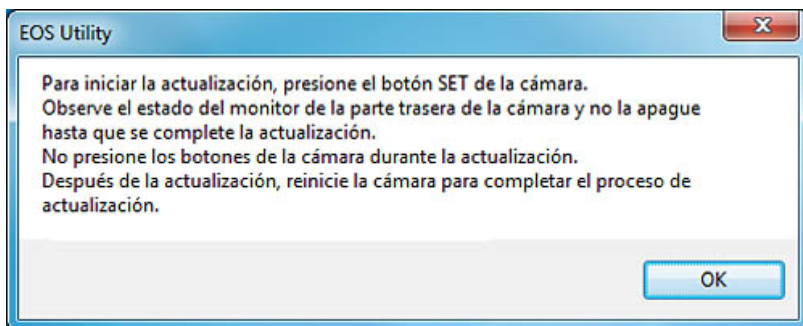 EOS Utility
Para iniciar la actualización, presione el botón SET de la cámara.
Observe el estado del monitor de la parte trasera de la cámara y no la apague
hasta que se complete la actualización.
No presione los botones de la cámara durante la actualización.
Después de la actualización, reinicie la cámara para completar el proceso de
actualización.
OK